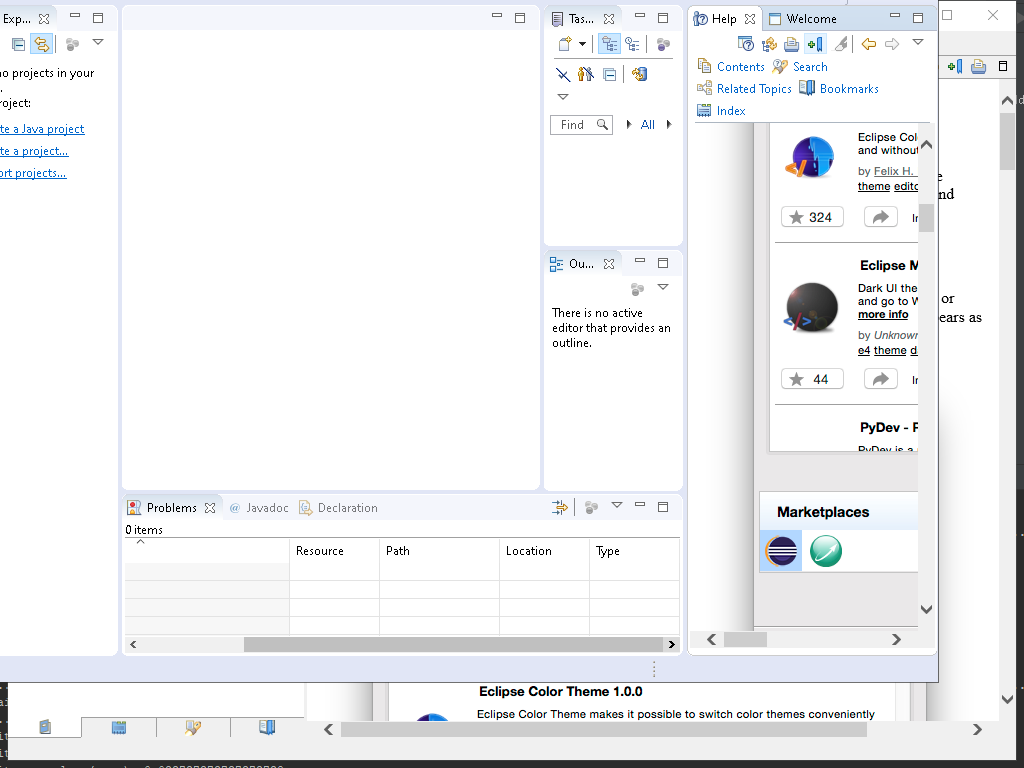 Exp...
Tas...
Help
Welcome
no projects in your
roject:
te a Java project
te a project...
ort projects...
Find
All
Contents
Search
Related Topics
Bookmarks
Index
Eclipse Col
and without
by Felix H.
theme edito
324
In
nd
Eclipse M
Dark UI the
and go to W
more info
or
ears as
by Unknown
e4 theme d
44
In
PyDev - P
PyDev is a
Ou...
There is no active
editor that provides an
outline.
Problems
@ Javadoc
Declaration
0 items
Resource
Path
Location
Type
Marketplaces
Eclipse Color Theme 1.0.0
Eclipse Color Theme makes it possible to switch color themes conveniently